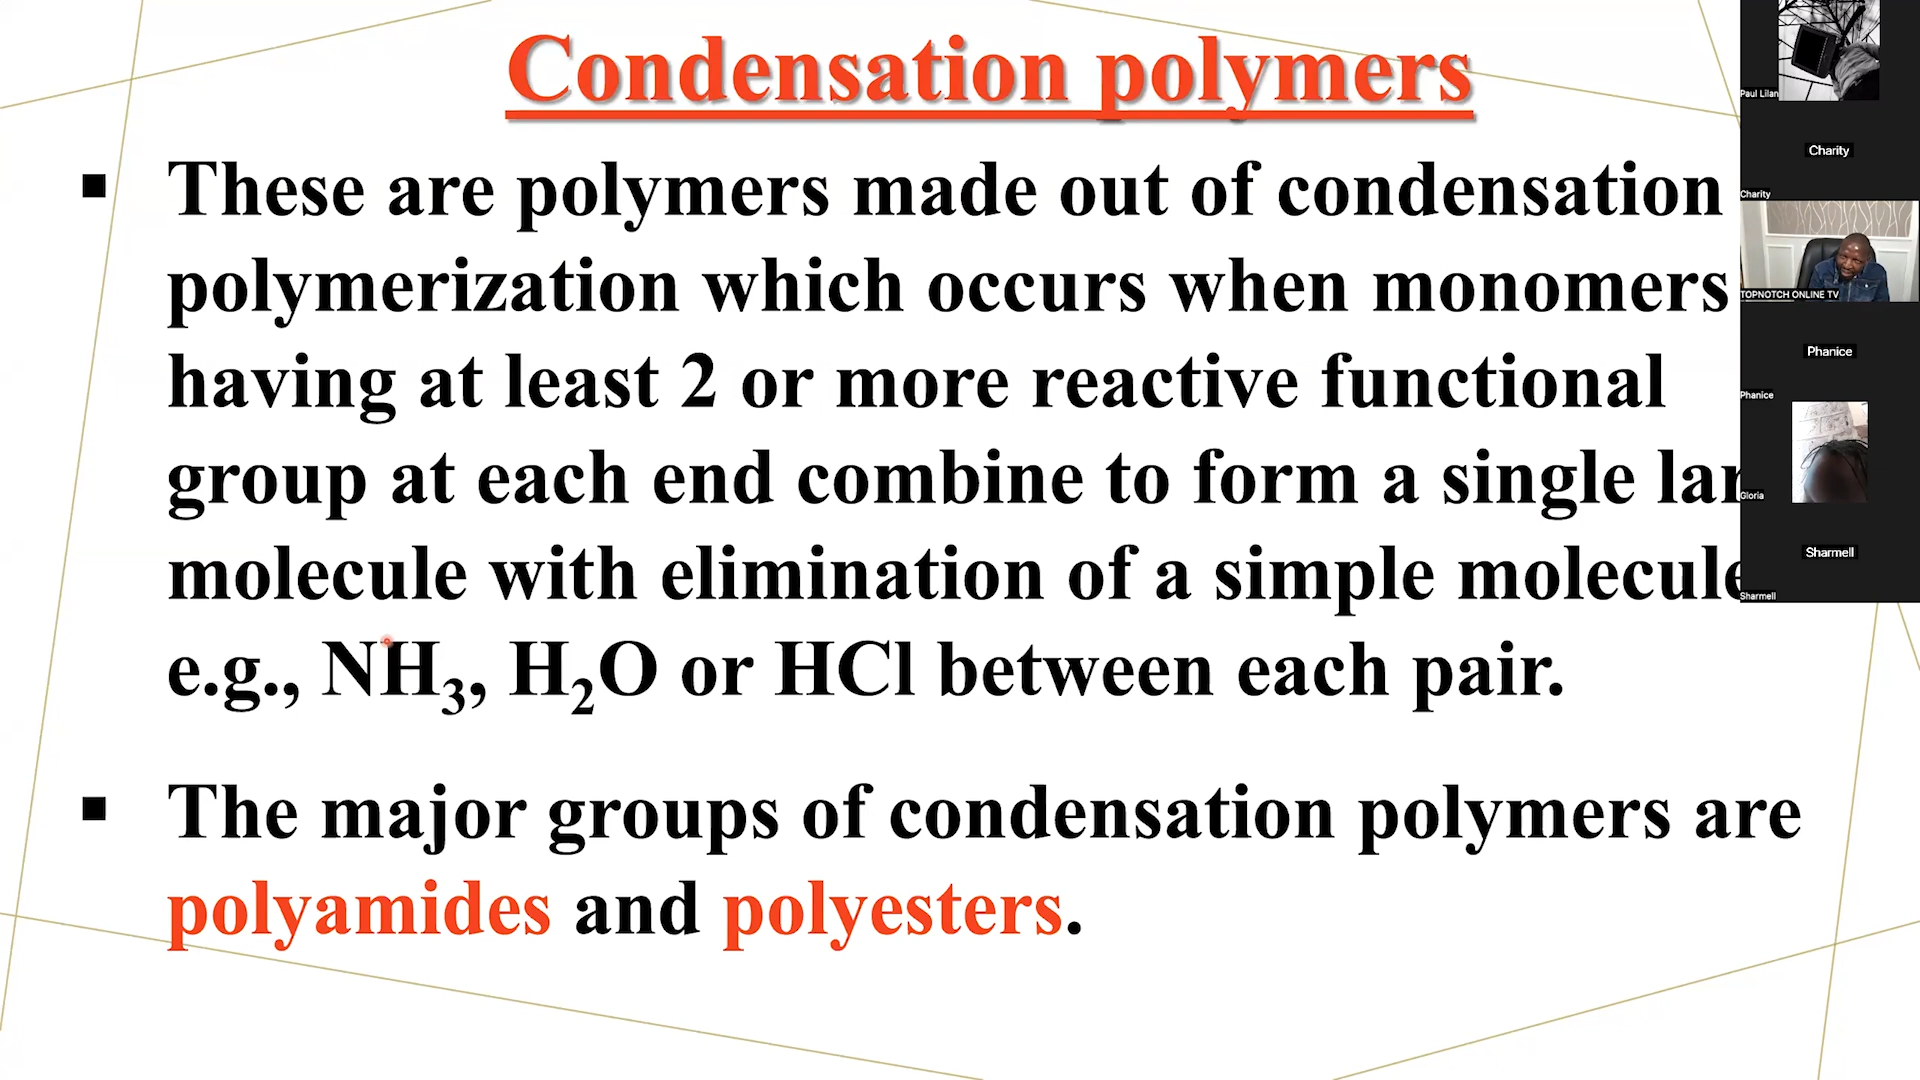 Condensation polymers
▪ These are polymers made out of condensation
polymerization which occurs when monomers
having at least 2 or more reactive functional
group at each end combine to form a single lar
molecule with elimination of a simple molecule
e.g., NH₃, H₂O or HCl between each pair.
▪ The major groups of condensation polymers are
polyamides and polyesters.
Paul Lilan
Charity
Charity
TOPNOTCH ONLINE TV
Phanice
Phanice
Gloria
Sharmell
Sharmell